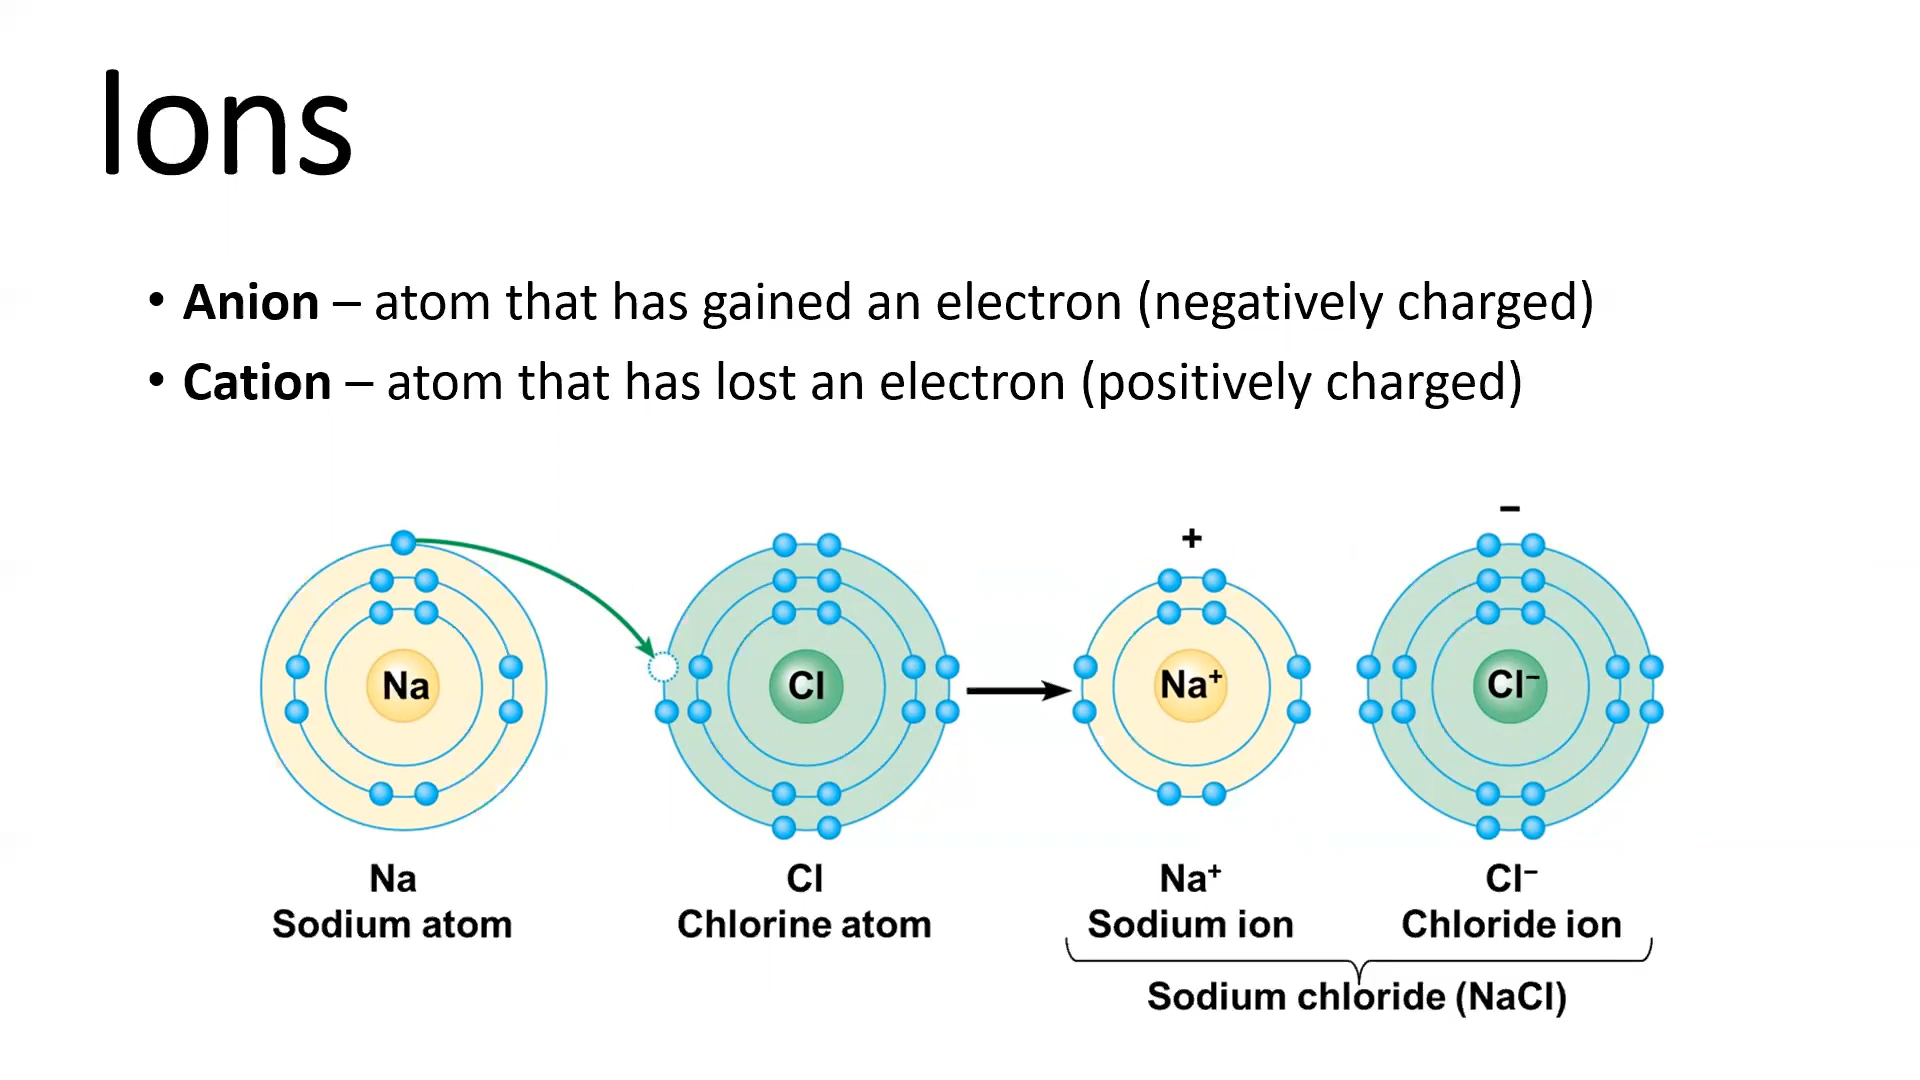 Ions
• Anion – atom that has gained an electron (negatively charged)
• Cation – atom that has lost an electron (positively charged)
+ –
Na Cl Na⁺ Cl⁻
Na Cl Na⁺ Cl⁻
Sodium atom Chlorine atom Sodium ion Chloride ion
Sodium chloride (NaCl)